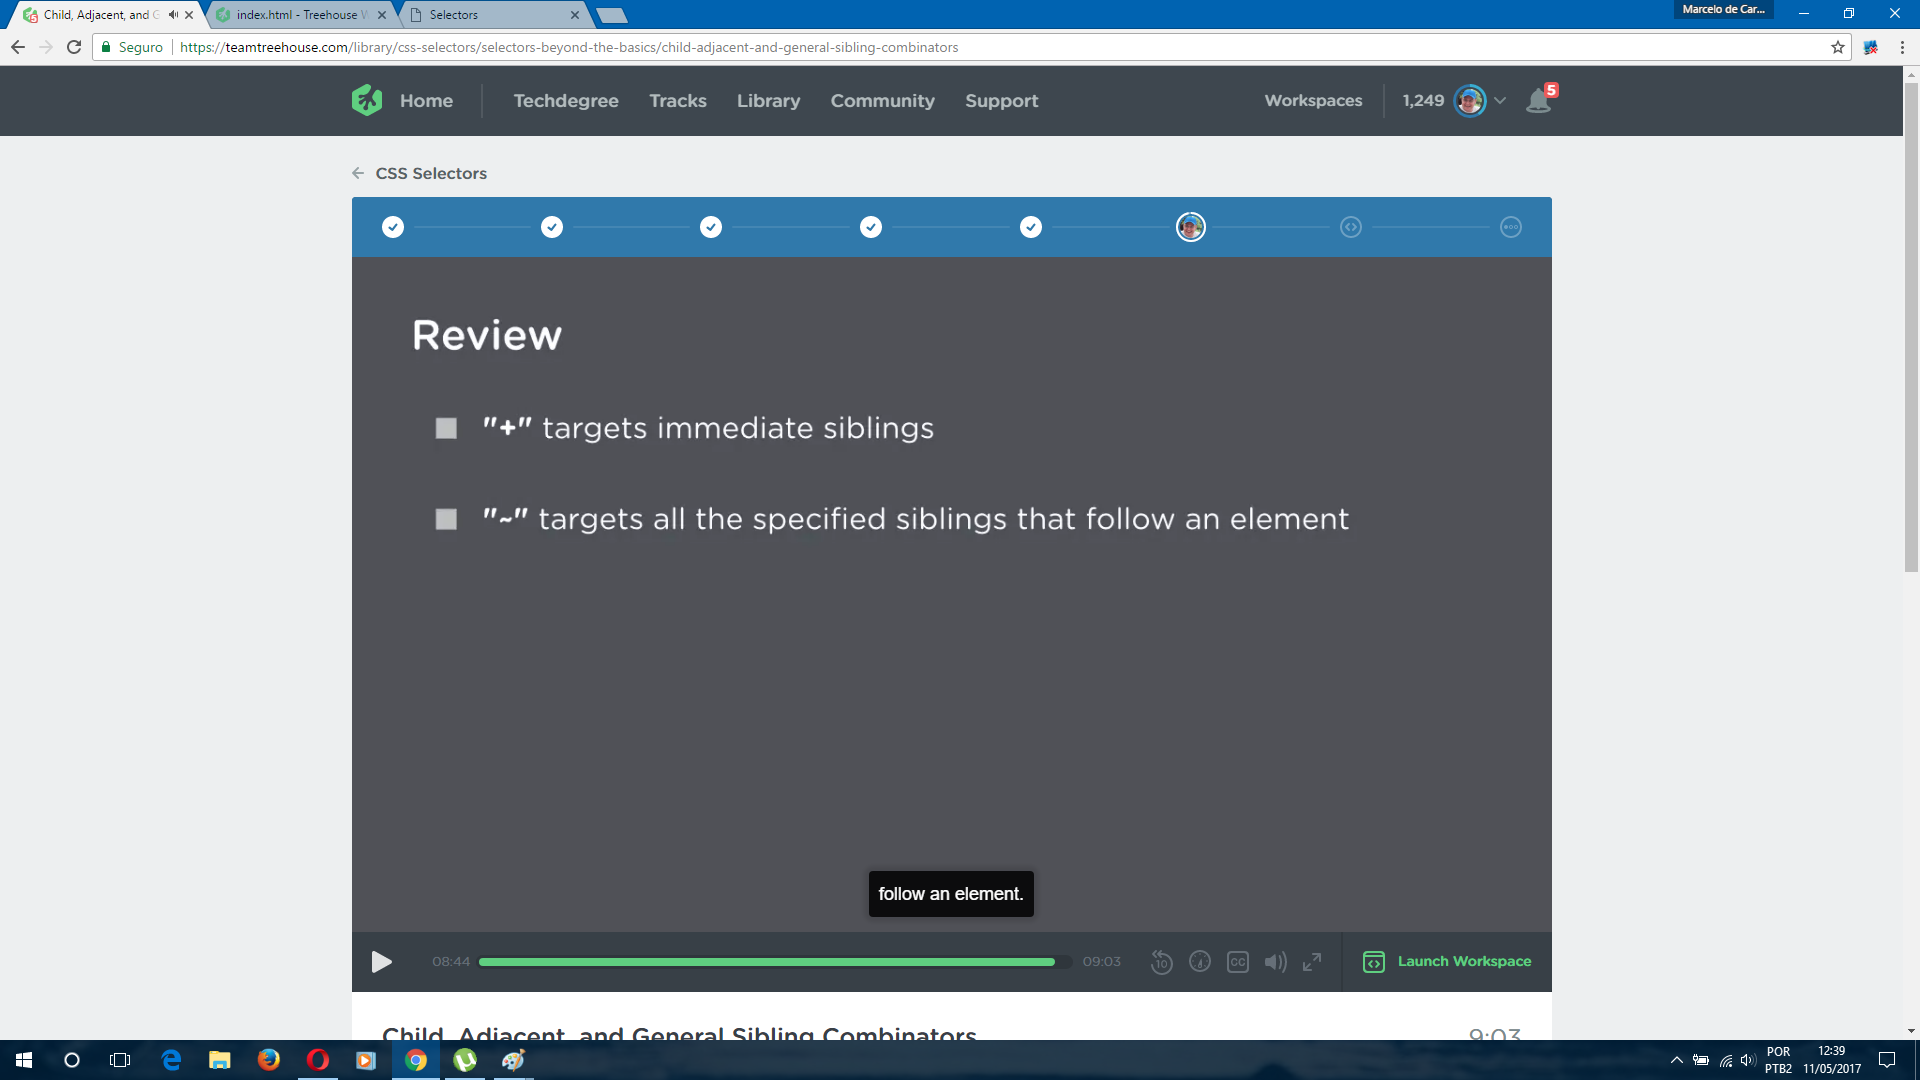 Child, Adjacent, and G
index.html - Treehouse W
Selectors
Marcelo de Car...
Seguro
https://teamtreehouse.com/library/css-selectors/selectors-beyond-the-basics/child-adjacent-and-general-sibling-combinators
Home
Techdegree
Tracks
Library
Community
Support
Workspaces
1,249
5
CSS Selectors
Review
"+" targets immediate siblings
"~" targets all the specified siblings that follow an element
follow an element.
08:44
09:03
10
CC
Launch Workspace
Child, Adjacent, and General Sibling Combinators
9:03
POR
PTB2
12:39
11/05/2017